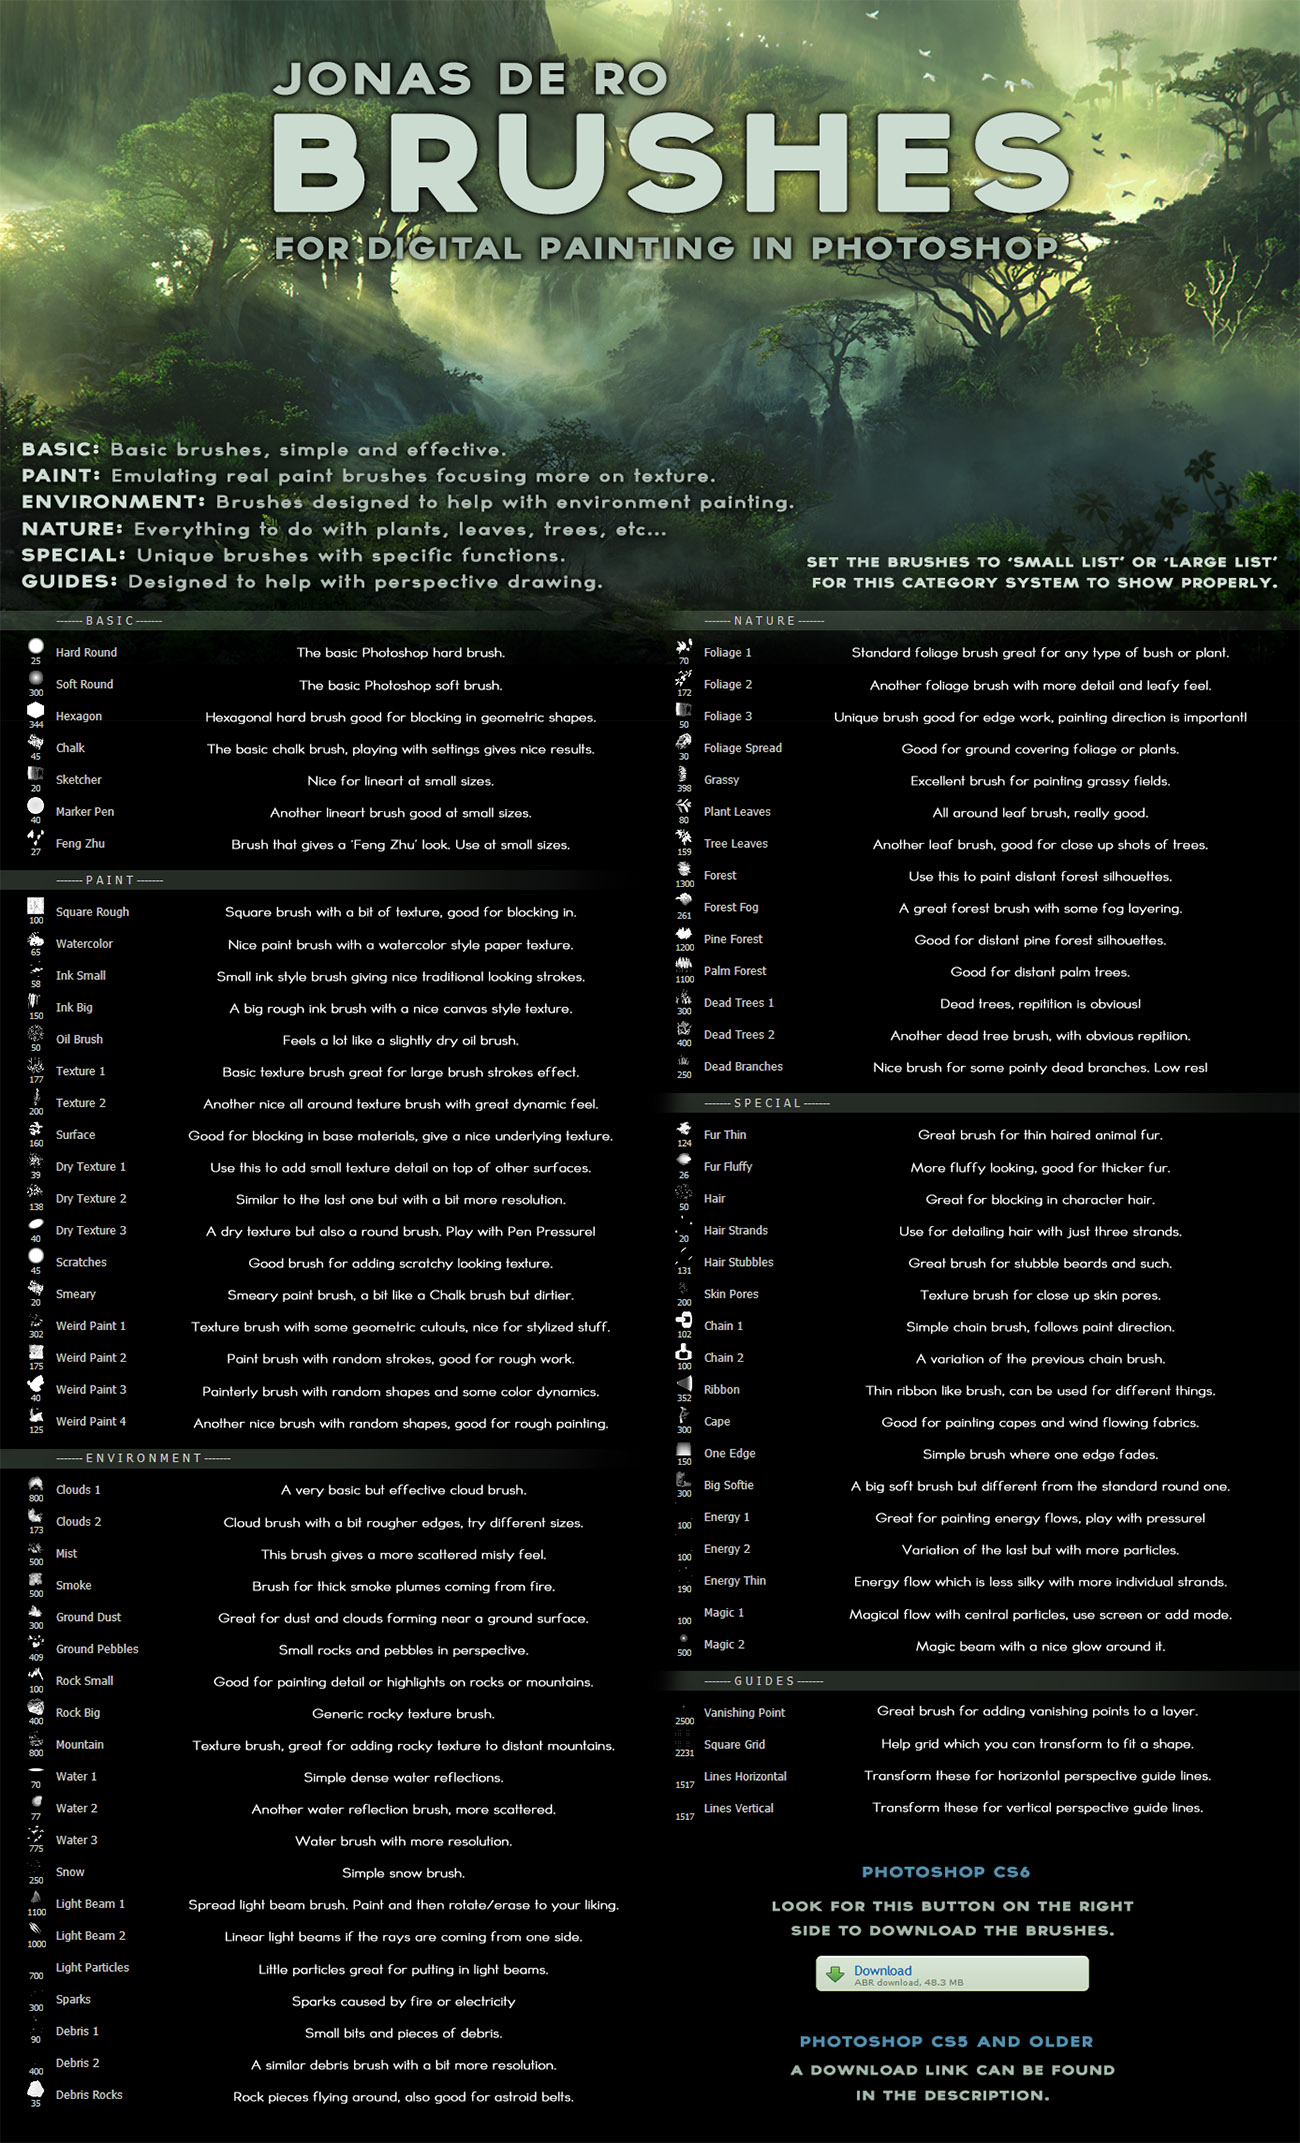 JONAS DE RO
BRUSHES
FOR DIGITAL PAINTING IN PHOTOSHOP
BASIC: Basic brushes, simple and effective.
PAINT: Emulating real paint brushes focusing more on texture.
ENVIRONMENT: Brushes designed to help with environment painting.
NATURE: Everything to do with plants, leaves, trees, etc...
SPECIAL: Unique brushes with specific functions.
GUIDES: Designed to help with perspective drawing.
SET THE BRUSHES TO ‘SMALL LIST’ OR ‘LARGE LIST’
FOR THIS CATEGORY SYSTEM TO SHOW PROPERLY.
-------BASIC-------
25 Hard Round The basic Photoshop hard brush.
300 Soft Round The basic Photoshop soft brush.
344 Hexagon Hexagonal hard brush good for blocking in geometric shapes.
45 Chalk The basic chalk brush, playing with settings gives nice results.
20 Sketcher Nice for lineart at small sizes.
40 Marker Pen Another lineart brush good at small sizes.
27 Feng Zhu Brush that gives a ‘Feng Zhu’ look. Use at small sizes.
-------PAINT-------
100 Square Rough Square brush with a bit of texture, good for blocking in.
65 Watercolor Nice paint brush with a watercolor style paper texture.
58 Ink Small Small ink style brush giving nice traditional looking strokes.
150 Ink Big A big rough ink brush with a nice canvas style texture.
50 Oil Brush Feels a lot like a slightly dry oil brush.
177 Texture 1 Basic texture brush great for large brush strokes effect.
200 Texture 2 Another nice all around texture brush with great dynamic feel.
160 Surface Good for blocking in base materials, give a nice underlying texture.
39 Dry Texture 1 Use this to add small texture detail on top of other surfaces.
138 Dry Texture 2 Similar to the last one but with a bit more resolution.
40 Dry Texture 3 A dry texture but also a round brush. Play with Pen Pressure!
45 Scratches Good brush for adding scratchy looking texture.
20 Smeary Smeary paint brush, a bit like a Chalk brush but dirtier.
302 Weird Paint 1 Texture brush with some geometric cutouts, nice for stylized stuff.
175 Weird Paint 2 Paint brush with random strokes, good for rough work.
40 Weird Paint 3 Painterly brush with random shapes and some color dynamics.
125 Weird Paint 4 Another nice brush with random shapes, good for rough painting.
-------ENVIRONMENT-------
800 Clouds 1 A very basic but effective cloud brush.
173 Clouds 2 Cloud brush with a bit rougher edges, try different sizes.
500 Mist This brush gives a more scattered misty feel.
500 Smoke Brush for thick smoke plumes coming from fire.
300 Ground Dust Great for dust and clouds forming near a ground surface.
409 Ground Pebbles Small rocks and pebbles in perspective.
100 Rock Small Good for painting detail or highlights on rocks or mountains.
400 Rock Big Generic rocky texture brush.
800 Mountain Texture brush, great for adding rocky texture to distant mountains.
70 Water 1 Simple dense water reflections.
77 Water 2 Another water reflection brush, more scattered.
775 Water 3 Water brush with more resolution.
250 Snow Simple snow brush.
1100 Light Beam 1 Spread light beam brush. Paint and then rotate/erase to your liking.
1000 Light Beam 2 Linear light beams if the rays are coming from one side.
700 Light Particles Little particles great for putting in light beams.
300 Sparks Sparks caused by fire or electricity
90 Debris 1 Small bits and pieces of debris.
400 Debris 2 A similar debris brush with a bit more resolution.
35 Debris Rocks Rock pieces flying around, also good for astroid belts.
-------NATURE-------
70 Foliage 1 Standard foliage brush great for any type of bush or plant.
172 Foliage 2 Another foliage brush with more detail and leafy feel.
50 Foliage 3 Unique brush good for edge work, painting direction is important!
30 Foliage Spread Good for ground covering foliage or plants.
398 Grassy Excellent brush for painting grassy fields.
80 Plant Leaves All around leaf brush, really good.
159 Tree Leaves Another leaf brush, good for close up shots of trees.
1300 Forest Use this to paint distant forest silhouettes.
261 Forest Fog A great forest brush with some fog layering.
1200 Pine Forest Good for distant pine forest silhouettes.
1100 Palm Forest Good for distant palm trees.
300 Dead Trees 1 Dead trees, repitition is obvious!
400 Dead Trees 2 Another dead tree brush, with obvious repitiion.
250 Dead Branches Nice brush for some pointy dead branches. Low res!
-------SPECIAL-------
124 Fur Thin Great brush for thin haired animal fur.
26 Fur Fluffy More fluffy looking, good for thicker fur.
50 Hair Great for blocking in character hair.
20 Hair Strands Use for detailing hair with just three strands.
131 Hair Stubbles Great brush for stubble beards and such.
200 Skin Pores Texture brush for close up skin pores.
102 Chain 1 Simple chain brush, follows paint direction.
100 Chain 2 A variation of the previous chain brush.
352 Ribbon Thin ribbon like brush, can be used for different things.
300 Cape Good for painting capes and wind flowing fabrics.
150 One Edge Simple brush where one edge fades.
300 Big Softie A big soft brush but different from the standard round one.
100 Energy 1 Great for painting energy flows, play with pressure!
100 Energy 2 Variation of the last but with more particles.
190 Energy Thin Energy flow which is less silky with more individual strands.
100 Magic 1 Magical flow with central particles, use screen or add mode.
500 Magic 2 Magic beam with a nice glow around it.
-------GUIDES-------
2500 Vanishing Point Great brush for adding vanishing points to a layer.
2231 Square Grid Help grid which you can transform to fit a shape.
1517 Lines Horizontal Transform these for horizontal perspective guide lines.
1517 Lines Vertical Transform these for vertical perspective guide lines.
PHOTOSHOP CS6
LOOK FOR THIS BUTTON ON THE RIGHT
SIDE TO DOWNLOAD THE BRUSHES.
Download
ABR download, 48.3 MB
PHOTOSHOP CS5 AND OLDER
A DOWNLOAD LINK CAN BE FOUND
IN THE DESCRIPTION.